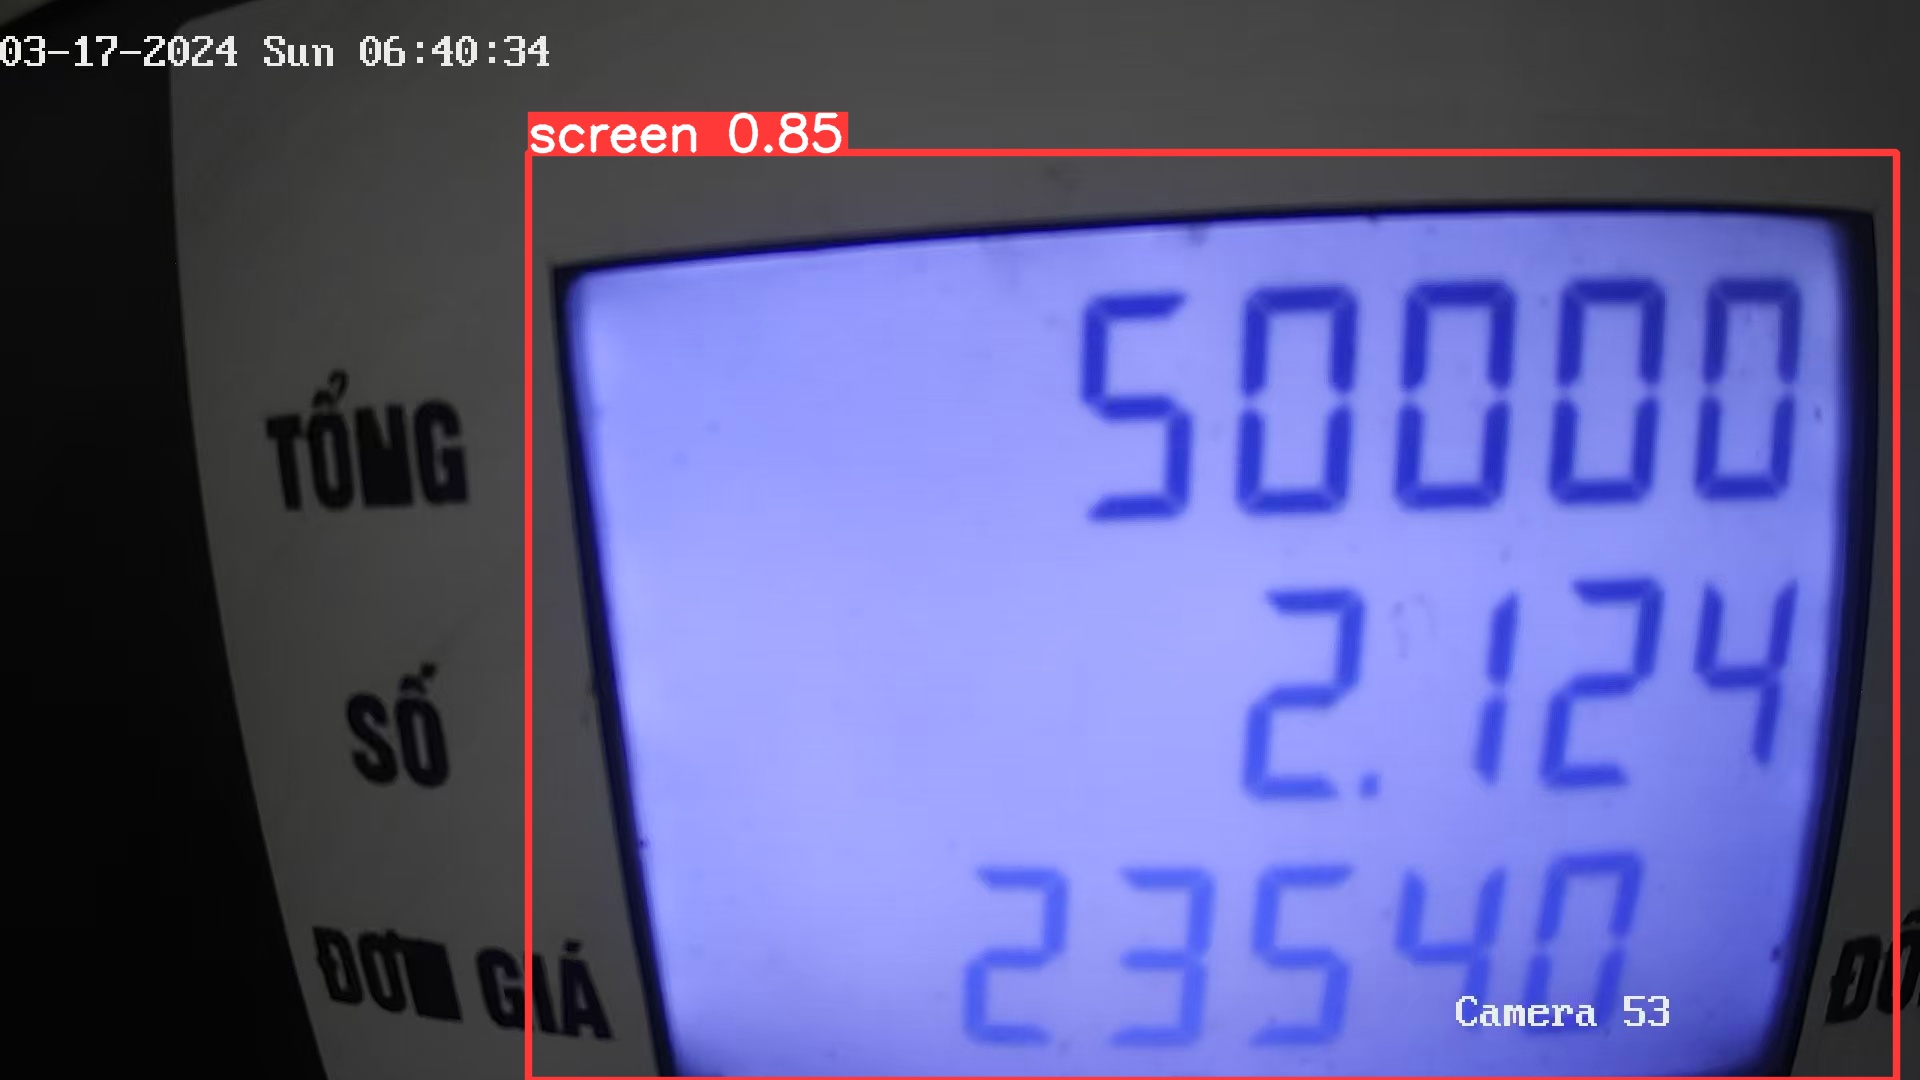 03-17-2024 Sun 06:40:34
screen 0.85
TỔNG 50000
SỐ 2.124
ĐƠN GIÁ 23540
Camera 53